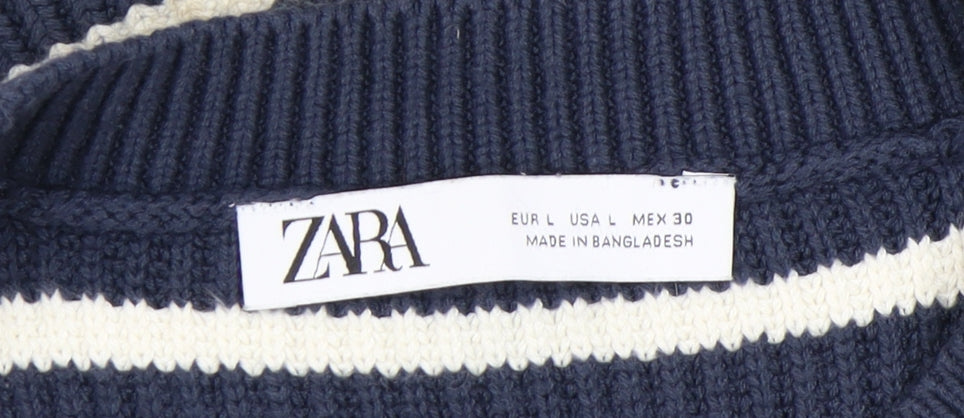 ZARA
EUR L USA L MEX 30
MADE IN BANGLADESH